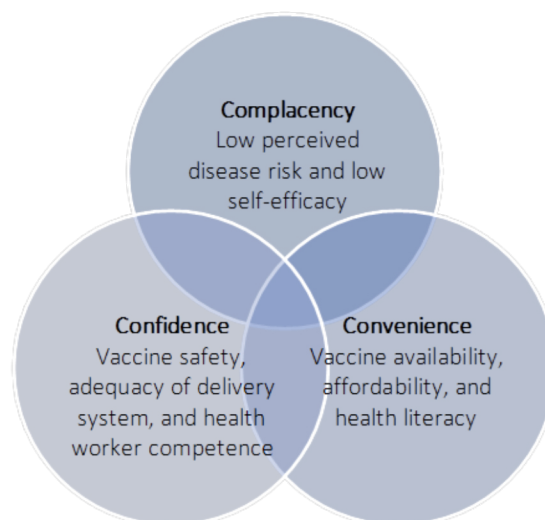 Complacency
Low perceived
disease risk and low
self-efficacy
Confidence
Vaccine safety,
adequacy of delivery
system, and health
worker competence
Convenience
Vaccine availability,
affordability, and
health literacy